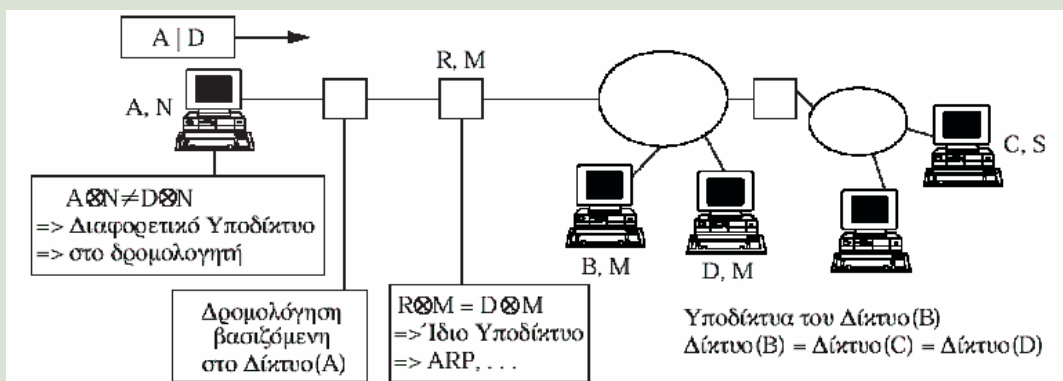 A | D
R, M
A, N
C, S
A⊗N≠D⊗N
=> Διαφορετικό Υποδίκτυο
=> στο δρομολογητή
B, M
D, M
Δρομολόγηση
βασιζόμενη
στο Δίκτυο(A)
R⊗M = D⊗M
=> Ίδιο Υποδίκτυο
=> ARP, . . .
Υποδίκτυα του Δίκτυο(B)
Δίκτυο(B) = Δίκτυο(C) = Δίκτυο(D)